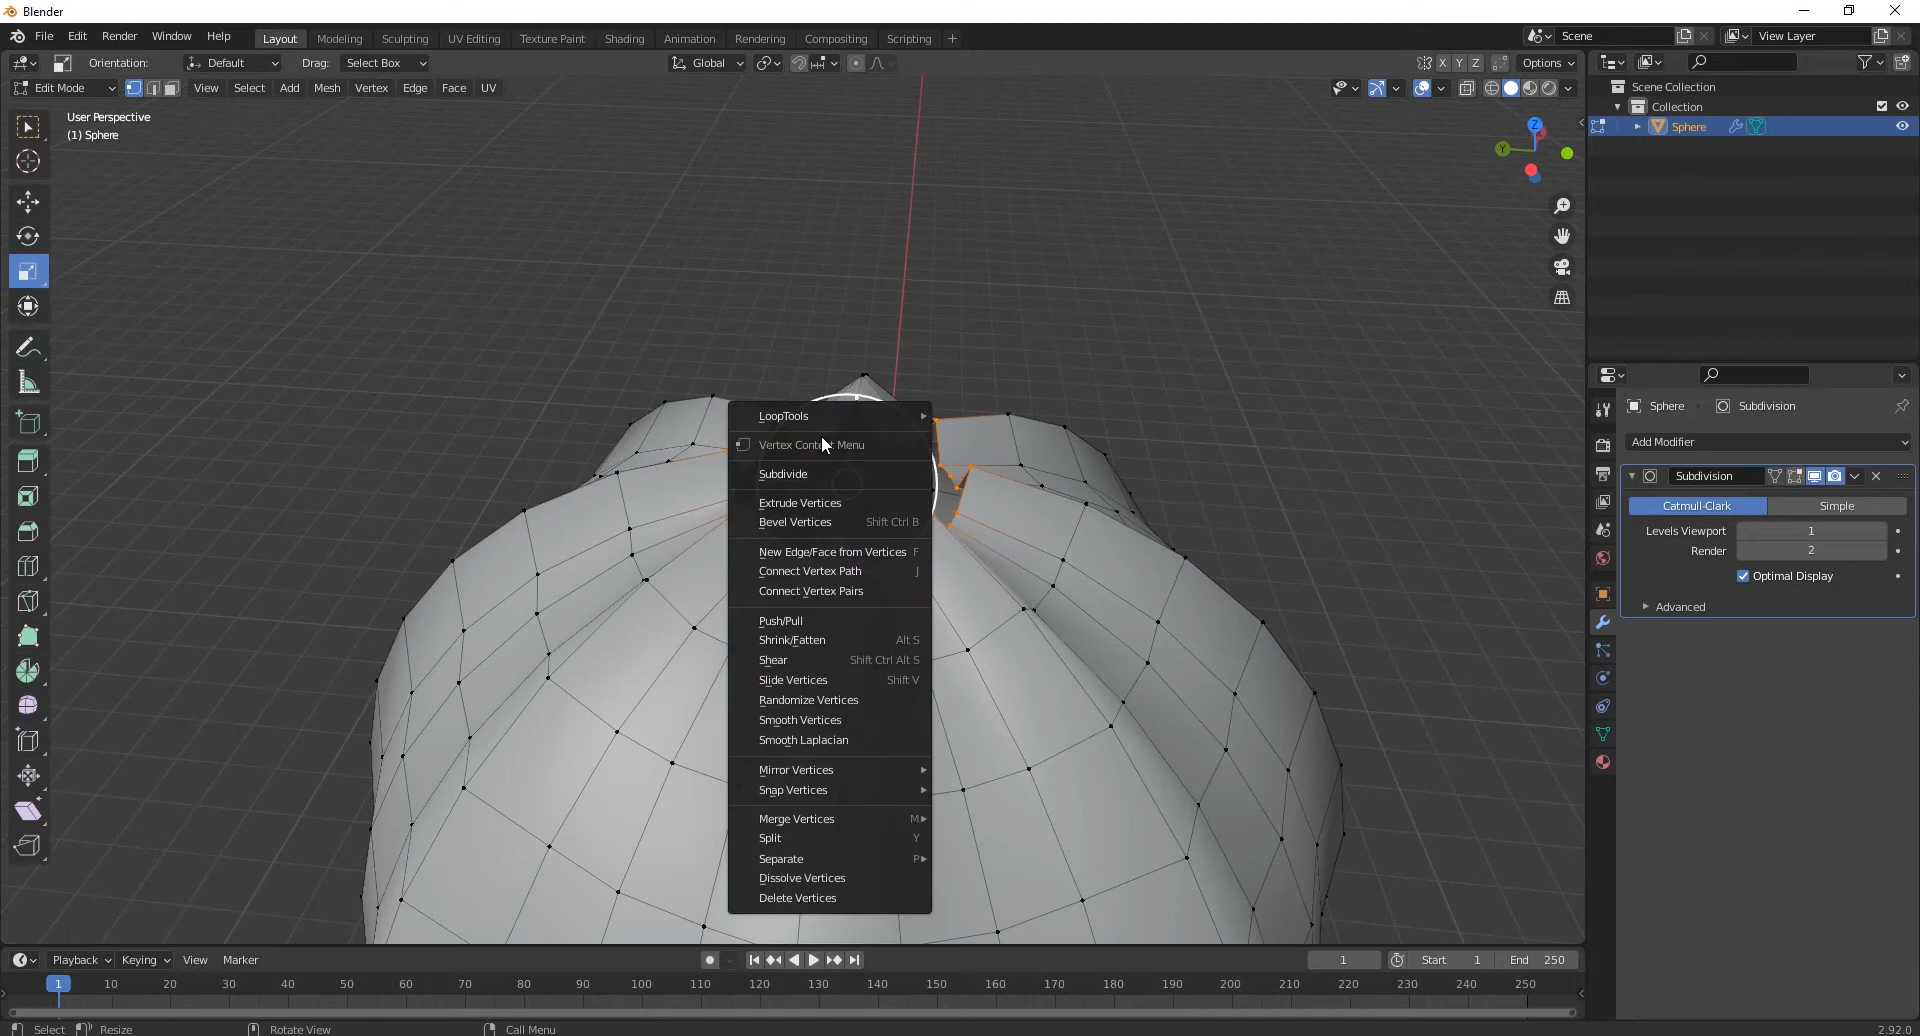 Blender
File Edit Render Window Help
Layout Modeling Sculpting UV Editing Texture Paint Shading Animation Rendering Compositing Scripting +
Scene
View Layer
Orientation: Default Drag: Select Box
Global
X Y Z Options
Edit Mode View Select Add Mesh Vertex Edge Face UV
User Perspective
(1) Sphere
Z
Y
Scene Collection
Collection
Sphere
LoopTools
Vertex Context Menu
Subdivide
Extrude Vertices
Bevel Vertices Shift Ctrl B
New Edge/Face from Vertices F
Connect Vertex Path J
Connect Vertex Pairs
Push/Pull
Shrink/Fatten Alt S
Shear Shift Ctrl Alt S
Slide Vertices Shift V
Randomize Vertices
Smooth Vertices
Smooth Laplacian
Mirror Vertices
Snap Vertices
Merge Vertices M
Split Y
Separate P
Dissolve Vertices
Delete Vertices
Sphere Subdivision
Add Modifier
Subdivision
Catmull-Clark Simple
Levels Viewport 1
Render 2
Optimal Display
Advanced
Playback Keying View Marker
1 Start 1 End 250
1 10 20 30 40 50 60 70 80 90 100 110 120 130 140 150 160 170 180 190 200 210 220 230 240 250
Select Resize Rotate View Call Menu 2.92.0